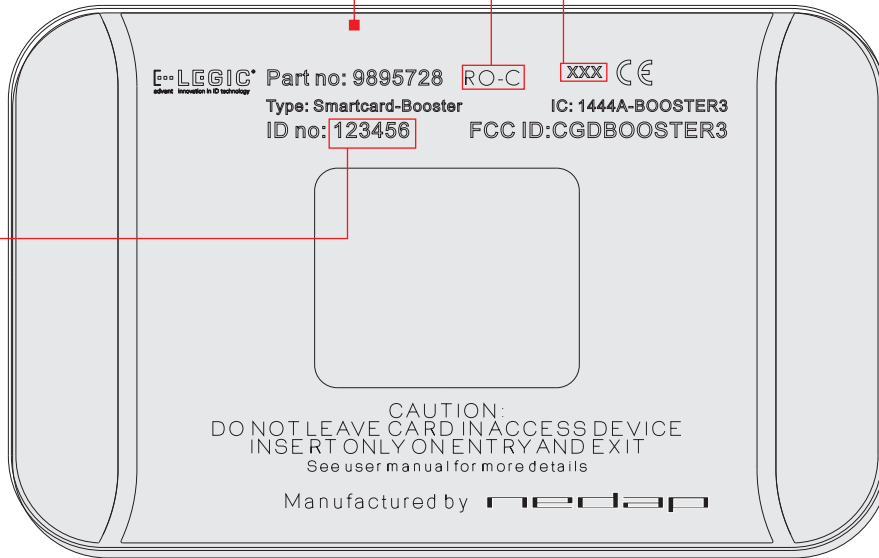 LEGIC® Part no: 9895728 RO-C XXX CE
advant innovation in ID technology
Type: Smartcard-Booster IC: 1444A-BOOSTER3
ID no: 123456 FCC ID:CGDBOOSTER3
CAUTION:
DO NOT LEAVE CARD IN ACCESS DEVICE
INSERT ONLY ON ENTRY AND EXIT
See user manual for more details
Manufactured by nedap